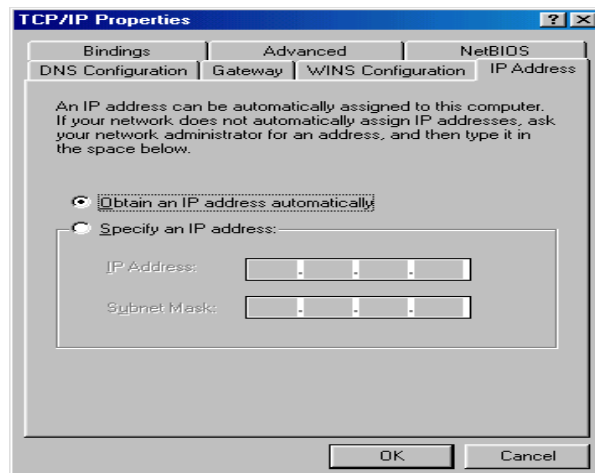 TCP/IP Properties
Bindings Advanced NetBIOS
DNS Configuration Gateway WINS Configuration IP Address
An IP address can be automatically assigned to this computer.
If your network does not automatically assign IP addresses, ask
your network administrator for an address, and then type it in
the space below.
Obtain an IP address automatically
Specify an IP address:
IP Address:
Subnet Mask:
OK Cancel